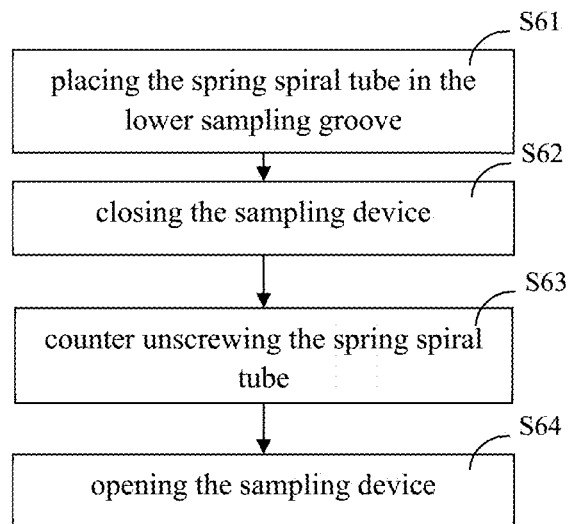 S61
placing the spring spiral tube in the
lower sampling groove
S62
closing the sampling device
S63
counter unscrewing the spring spiral
tube
S64
opening the sampling device